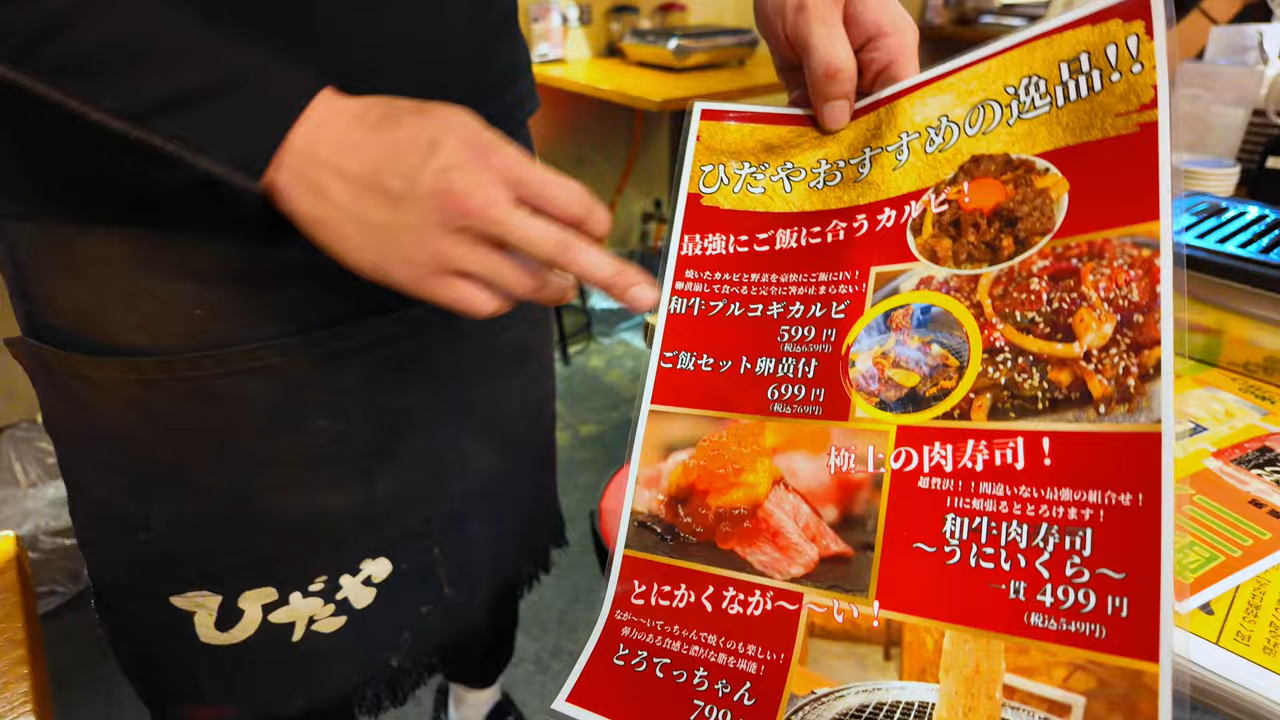 ひだやおすすめの逸品!!
最強にご飯に合うカルビ！
焼いたカルビと野菜を豪快にご飯にIN！
卵黄崩して食べると完全に箸が止まらない！
和牛プルコギカルビ
599円
(税込659円)
ご飯セット卵黄付
699円
(税込769円)
極上の肉寿司！
超贅沢！！間違いない最強の組合せ！
口に頬張るととろけます！
和牛肉寿司
〜うにいくら〜
一貫 499円
(税込549円)
とにかくなが〜〜い！
なが〜〜いてっちゃんで焼くのも楽しい！
弾力のある食感と濃厚な脂を堪能！
とろてっちゃん
799
ひだや